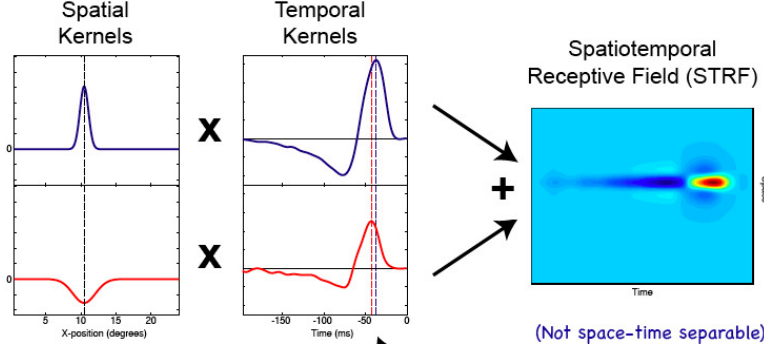 Spatial
Kernels
Temporal
Kernels
Spatiotemporal
Receptive Field (STRF)
0
X
X
+
0
5 10 15 20
X-position (degrees)
-150 -100 -50 0
Time (ms)
Time
(Not space-time separable)